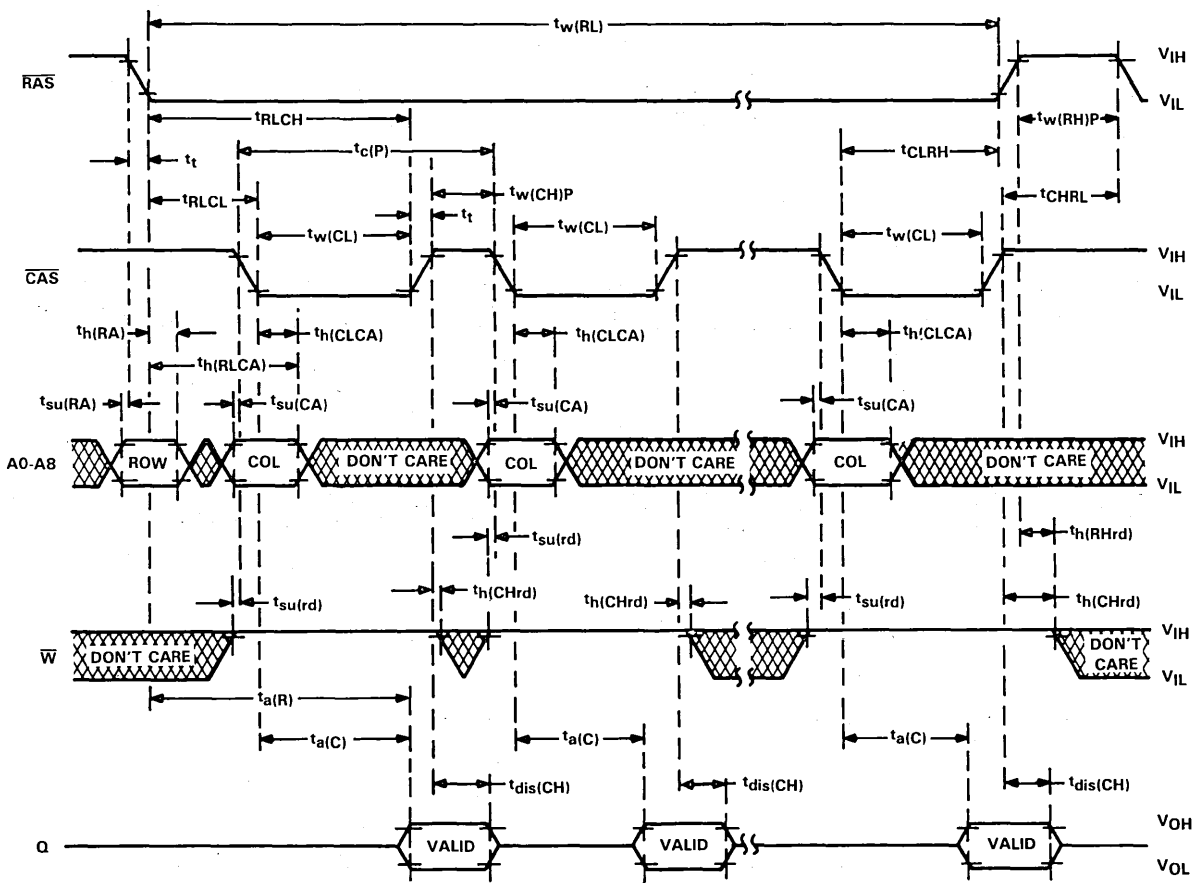 tw(RL)
RAS
VIH
VIL
tRLCH
tw(RH)P
tc(P)
tCLRH
tt
tw(CH)P
tRLCL
tt
tCHRL
tw(CL)
tw(CL)
tw(CL)
CAS
VIH
VIL
th(RA)
th(CLCA)
th(CLCA)
th(CLCA)
th(RLCA)
tsu(RA)
tsu(CA)
tsu(CA)
tsu(CA)
A0-A8
ROW
COL
DON'T CARE
COL
DON'T CARE
COL
DON'T CARE
VIH
VIL
tsu(rd)
th(RHrd)
tsu(rd)
th(CHrd)
th(CHrd)
tsu(rd)
th(CHrd)
W
DON'T CARE
DON'T
CARE
VIH
VIL
ta(R)
ta(C)
ta(C)
ta(C)
tdis(CH)
tdis(CH)
tdis(CH)
Q
VALID
VALID
VALID
VOH
VOL